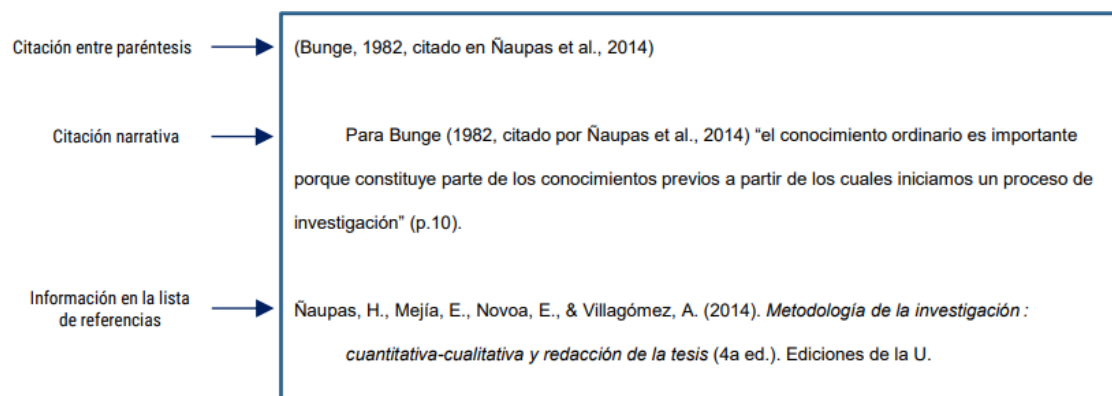 Citación entre paréntesis
(Bunge, 1982, citado en Ñaupas et al., 2014)
Citación narrativa
Para Bunge (1982, citado por Ñaupas et al., 2014) “el conocimiento ordinario es importante
porque constituye parte de los conocimientos previos a partir de los cuales iniciamos un proceso de
investigación” (p.10).
Información en la lista
de referencias
Ñaupas, H., Mejía, E., Novoa, E., & Villagómez, A. (2014). Metodología de la investigación :
cuantitativa-cualitativa y redacción de la tesis (4a ed.). Ediciones de la U.